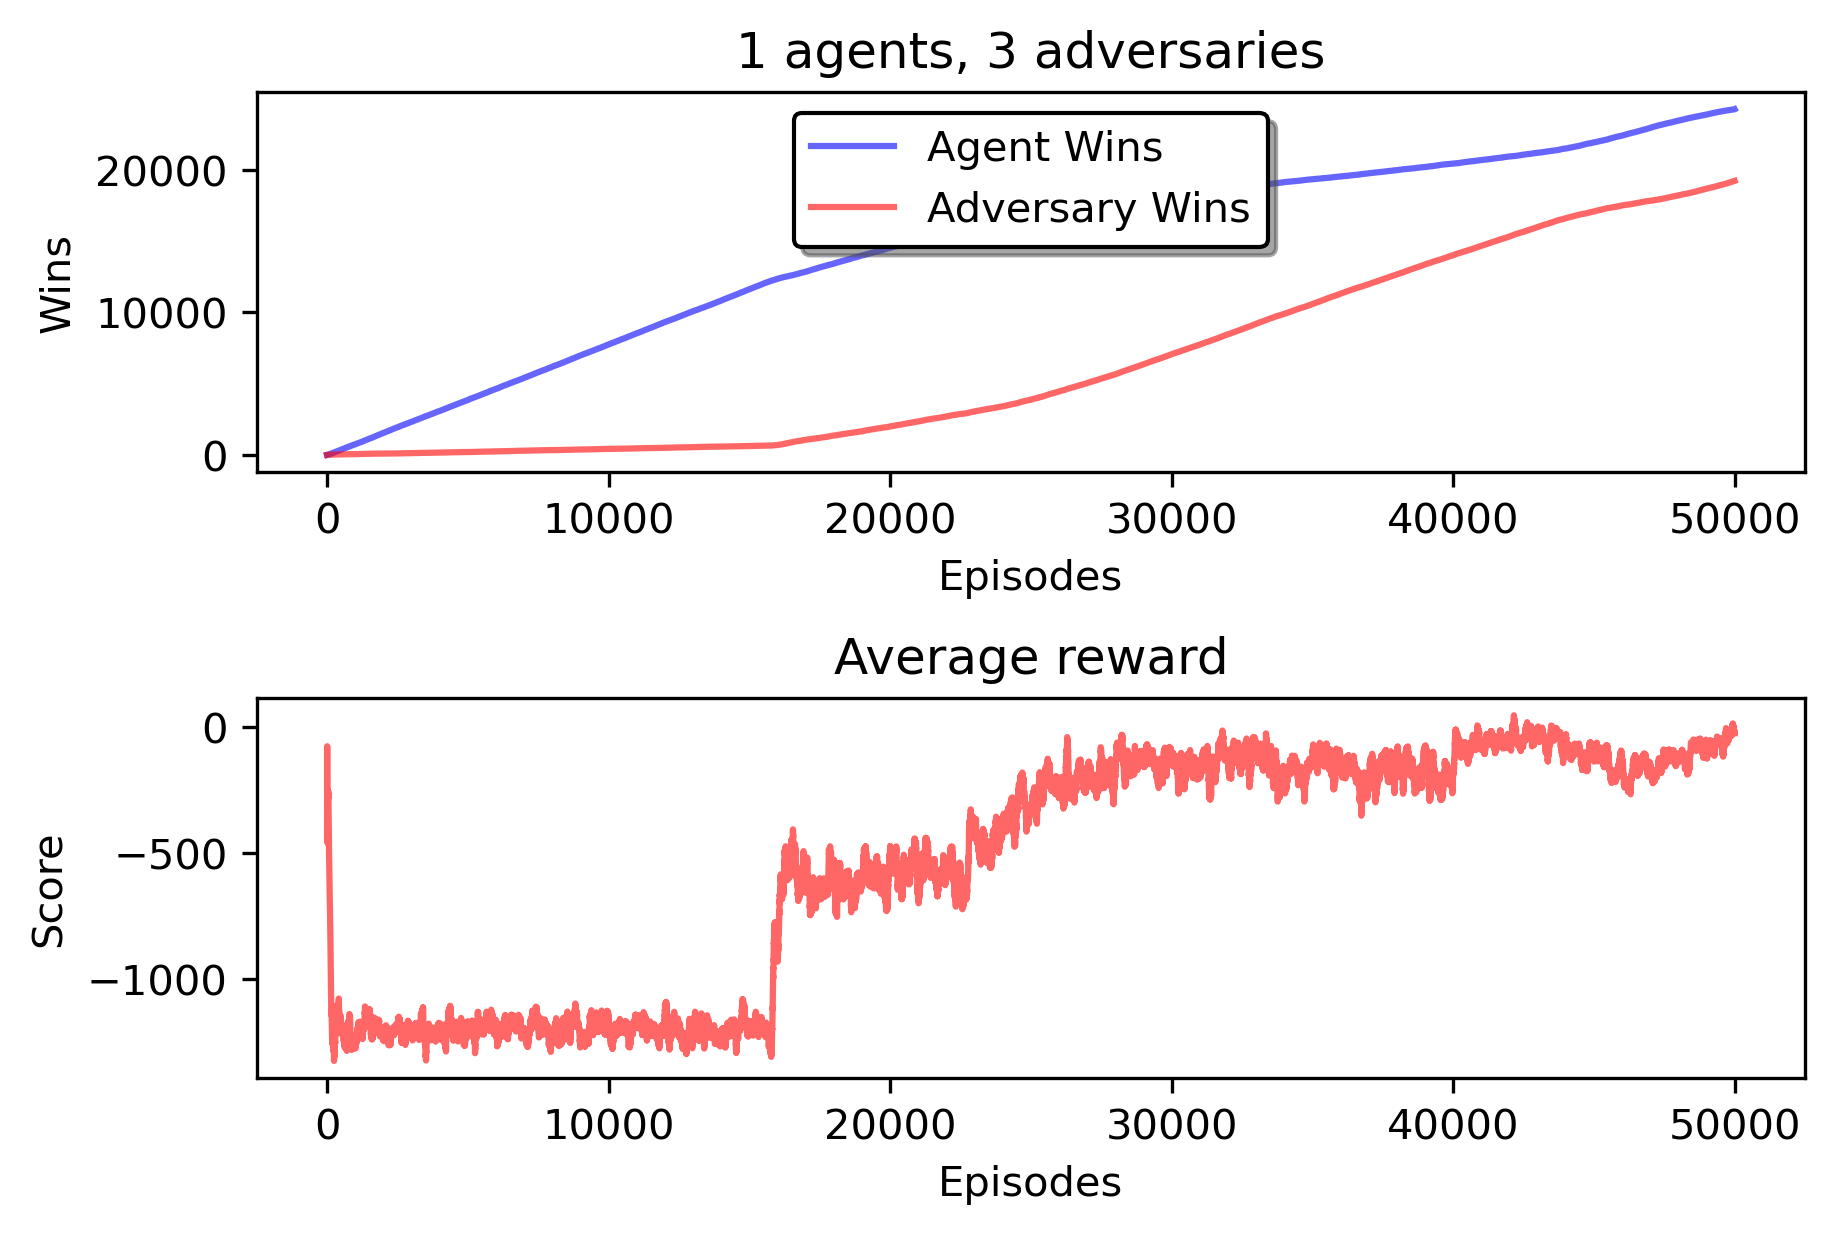 1 agents, 3 adversaries
Agent Wins
Adversary Wins
Wins
20000
10000
0
0 10000 20000 30000 40000 50000
Episodes
Average reward
Score
0
−500
−1000
0 10000 20000 30000 40000 50000
Episodes